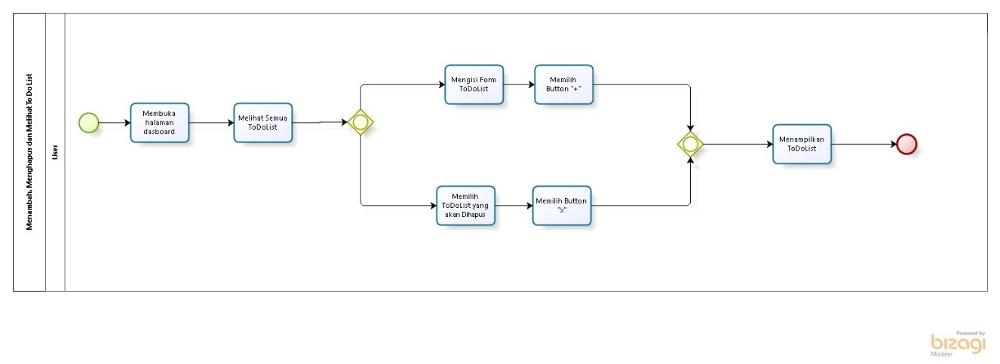 Menambah, Menghapus dan Melihat To Do List
User
Membuka
halaman
dasboard
Melihat Semua
ToDoList
Mengisi Form
ToDoList
Memilih
Button "+"
Memilih
ToDoList yang
akan Dihapus
Memilih Button
"x"
Menampilkan
ToDoList
Powered by
bizagi
Modeler